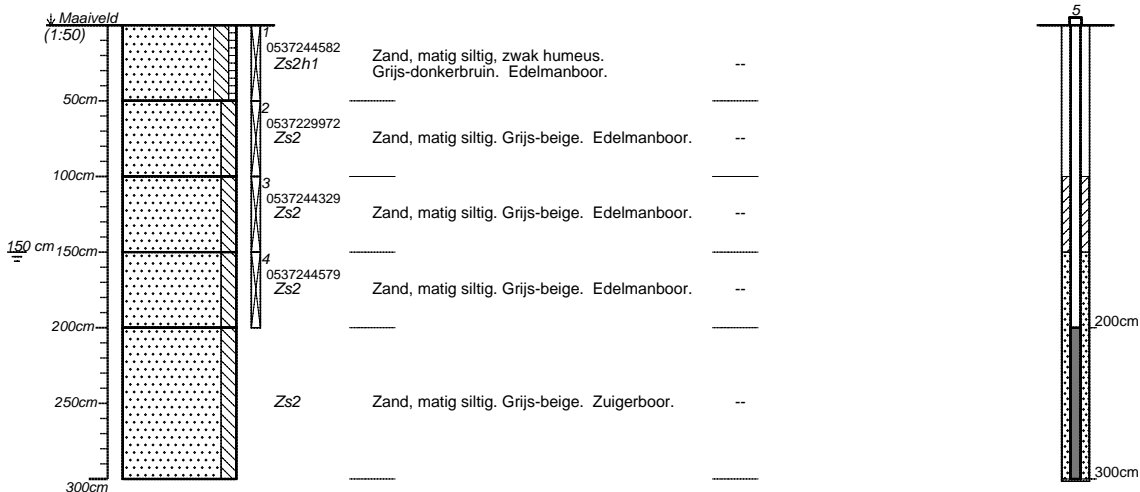 Maaiveld
(1:50)
5
1
0537244582
Zs2h1
Zand, matig siltig, zwak humeus.
Grijs-donkerbruin. Edelmanboor.
--
50cm
2
0537229972
Zs2
Zand, matig siltig. Grijs-beige. Edelmanboor.
--
100cm
3
0537244329
Zs2
Zand, matig siltig. Grijs-beige. Edelmanboor.
--
150 cm
150cm
4
0537244579
Zs2
Zand, matig siltig. Grijs-beige. Edelmanboor.
--
200cm
200cm
250cm
Zs2
Zand, matig siltig. Grijs-beige. Zuigerboor.
--
300cm
300cm